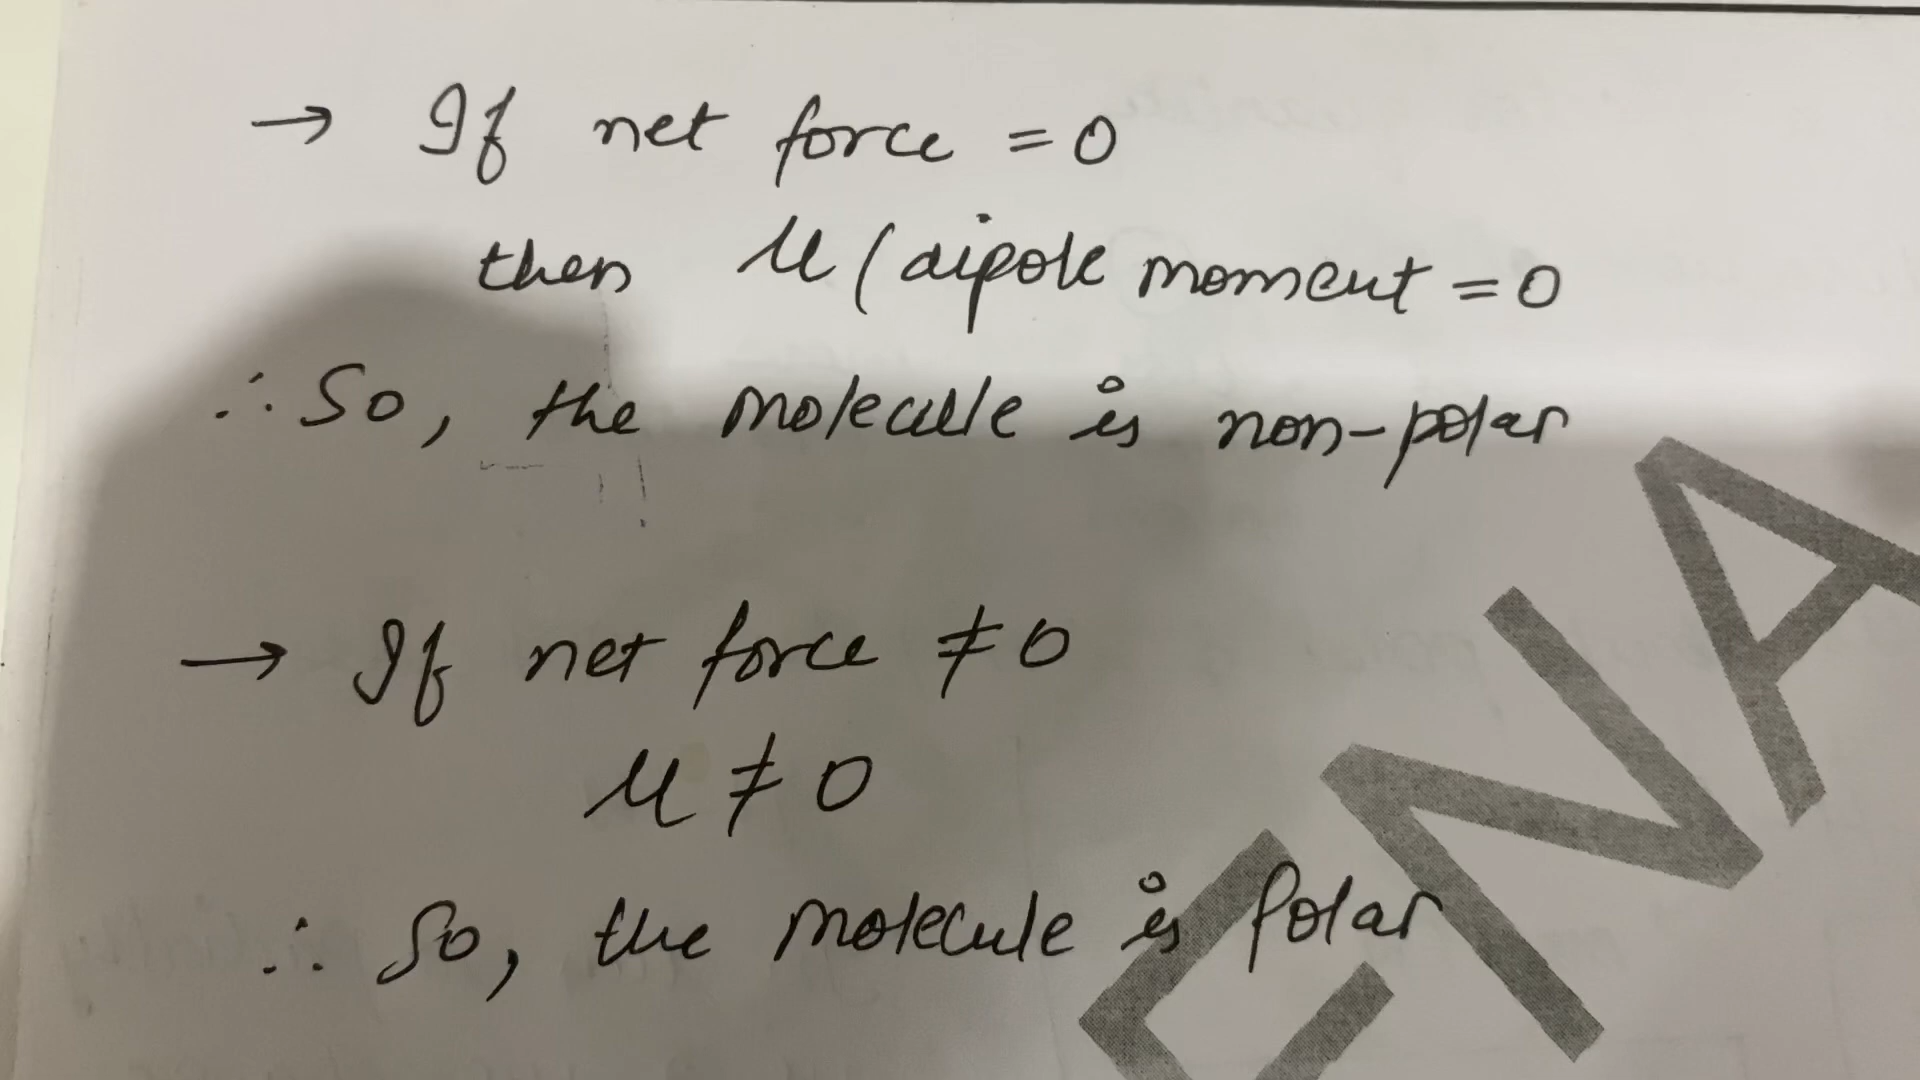 → If net force = 0
then μ (dipole moment = 0
∴ So, the molecule is non-polar
→ If net force ≠ 0
μ ≠ 0
∴ So, the molecule is polar
ENA